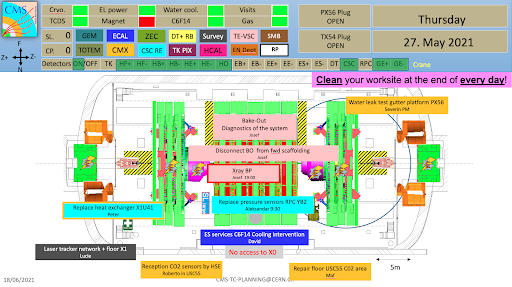 CMS
Cryo.
EL power
Water cool.
Visits
TCDS
Magnet
C6F14
Gas
PX56 Plug
OPEN
TX54 Plug
OPEN
Thursday
27. May 2021
SL.
0
GEM
ECAL
ZEC
DT+ RB
Survey
TE-VSC
SMB
CP.
0
TOTEM
CMX
CSC RE
TK PIX
HCAL
EN Deot
RP
F
Z+
Z-
N
Detectors
ON/OFF
TK
HF+
HF-
HB+
HB-
HE+
HE-
HO
EB+
EB-
EE+
EE-
ES+
ES-
DT
CSC
RPC
GE+
GE-
Crane
Clean your worksite at the end of every day!
Water leak test gutter platform PX56
Severin PM
Bake-Out
Diagnostics of the system
Josef
Disconnect BO from fwd scaffolding
Josef
Xray BP
Josef 19:00
Replace heat exchanger X1U41
Peter
Replace pressure sensors RPC YB2
Aleksandar 9:30
ES services C6F14 Cooling intervention
David
Laser tracker network + floor X1
Lucie
No access to X0
Reception CO2 sensors by HSE
Roberto in USC55
Repair floor USC55 C02 area
Maf
5m
18/06/2021
CMS-TC-PLANNING@CERN.C